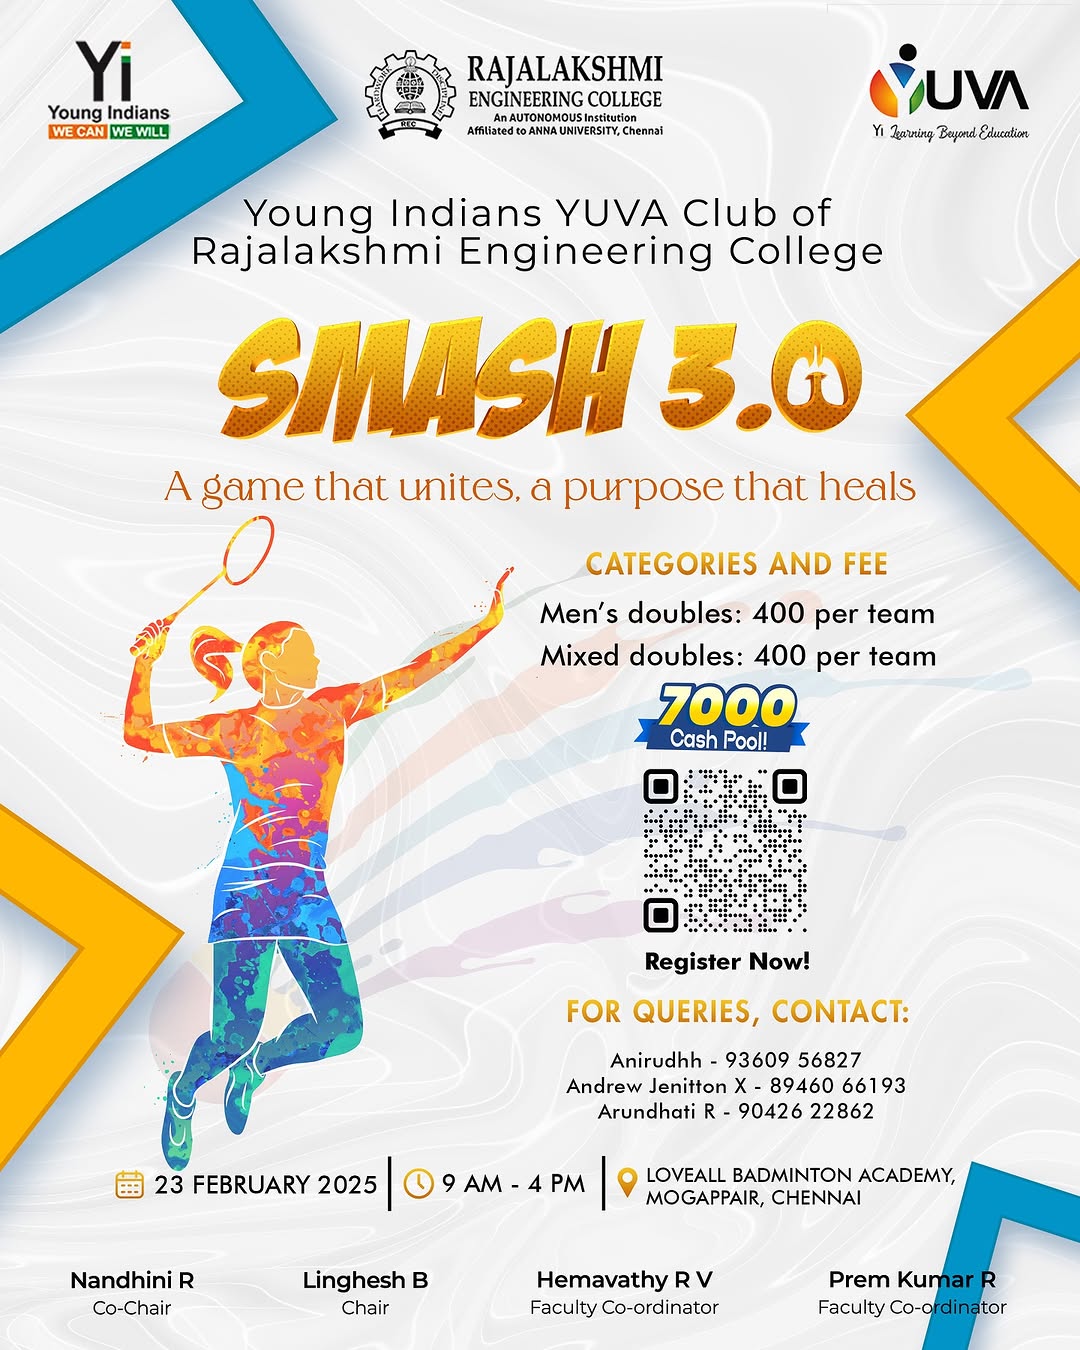 Yi
Young Indians
WE CAN WE WILL
HARDWORK DISCIPLINE
REC
RAJALAKSHMI
ENGINEERING COLLEGE
An AUTONOMOUS Institution
Affiliated to ANNA UNIVERSITY, Chennai
YUVA
Yi Learning Beyond Education
Young Indians YUVA Club of
Rajalakshmi Engineering College
SMASH 3.0
A game that unites, a purpose that heals
CATEGORIES AND FEE
Men's doubles: 400 per team
Mixed doubles: 400 per team
7000
Cash Pool!
Register Now!
FOR QUERIES, CONTACT:
Anirudhh - 93609 56827
Andrew Jenitton X - 89460 66193
Arundhati R - 90426 22862
23 FEBRUARY 2025
9 AM - 4 PM
LOVEALL BADMINTON ACADEMY,
MOGAPPAIR, CHENNAI
Nandhini R
Co-Chair
Linghesh B
Chair
Hemavathy R V
Faculty Co-ordinator
Prem Kumar R
Faculty Co-ordinator